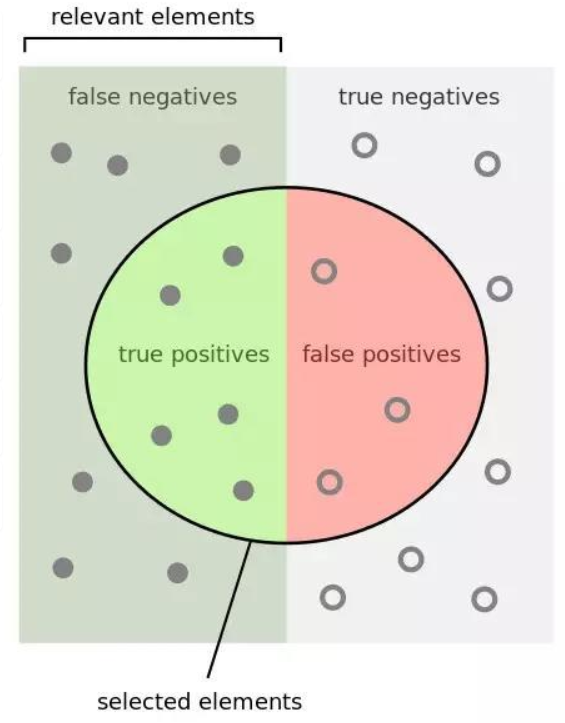 relevant elements
false negatives
true negatives
true positives
false positives
selected elements